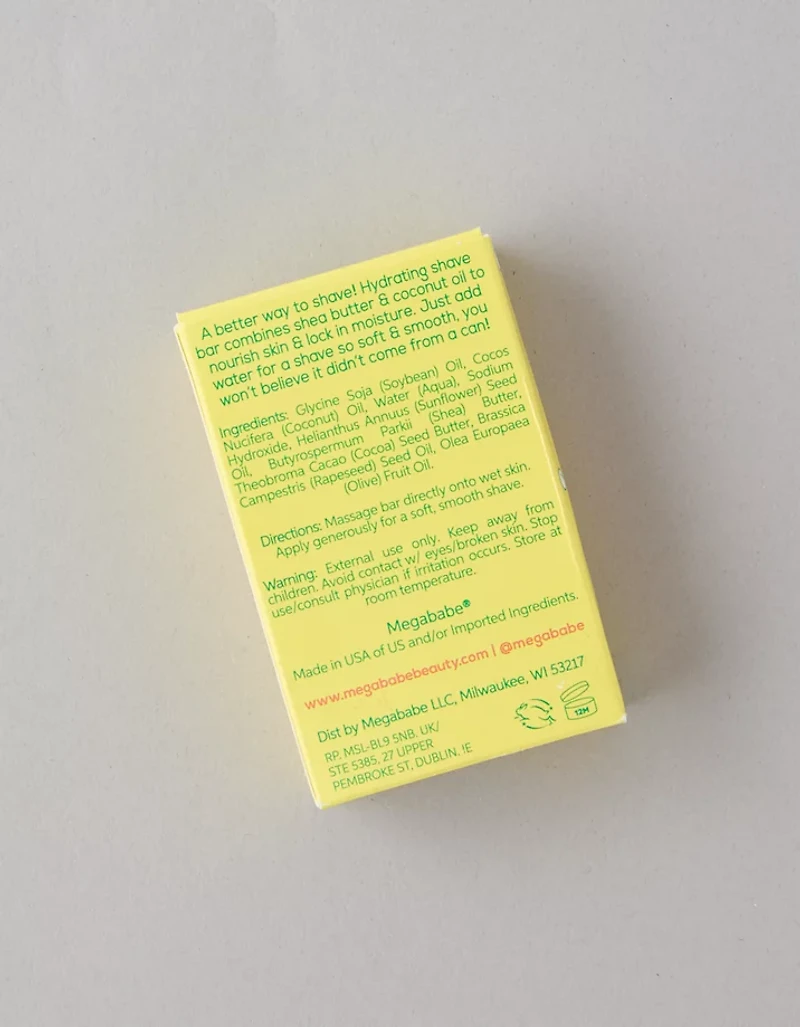 A better way to shave! Hydrating shave
bar combines shea butter & coconut oil to
nourish skin & lock in moisture. Just add
water for a shave so soft & smooth, you
won't believe it didn't come from a can!
Ingredients: Glycine Soja (Soybean) Oil, Cocos
Nucifera (Coconut) Oil, Water (Aqua), Sodium
Hydroxide, Helianthus Annuus (Sunflower) Seed
Oil, Butyrospermum Parkii (Shea) Butter,
Theobroma Cacao (Cocoa) Seed Butter, Brassica
Campestris (Rapeseed) Seed Oil, Olea Europaea
(Olive) Fruit Oil.
Directions: Massage bar directly onto wet skin.
Apply generously for a soft, smooth shave.
Warning: External use only. Keep away from
children. Avoid contact w/ eyes/broken skin. Stop
use/consult physician if irritation occurs. Store at
room temperature.
Megababe®
Made in USA of US and/or Imported Ingredients.
www.megababebeauty.com | @megababe
Dist by Megababe LLC, Milwaukee, WI 53217
RP. MSL-BL9 5NB, UK/
STE 5385, 27 UPPER
PEMBROKE ST, DUBLIN, IE
12M